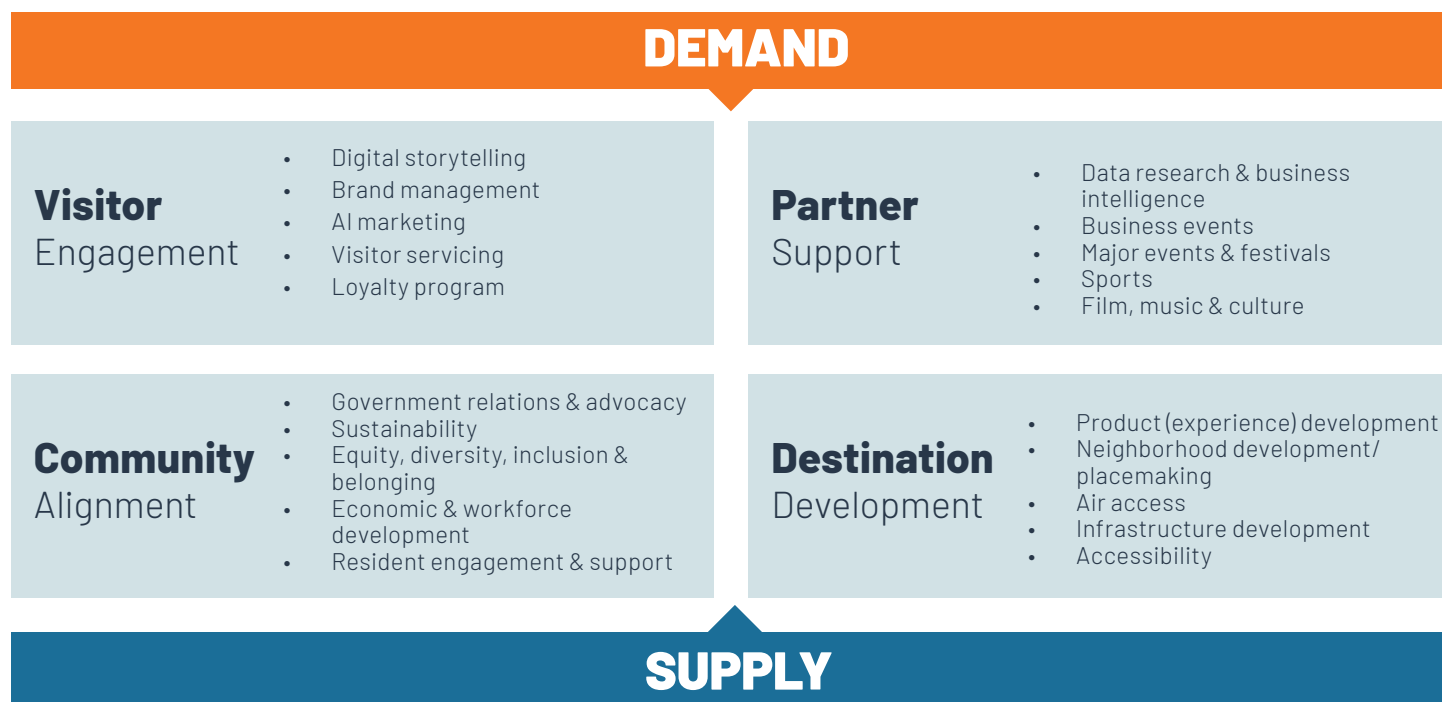 DEMAND
Visitor
Engagement
• Digital storytelling
• Brand management
• AI marketing
• Visitor servicing
• Loyalty program
Partner
Support
• Data research & business
intelligence
• Business events
• Major events & festivals
• Sports
• Film, music & culture
Community
Alignment
• Government relations & advocacy
• Sustainability
• Equity, diversity, inclusion &
belonging
• Economic & workforce
development
• Resident engagement & support
Destination
Development
• Product (experience) development
• Neighborhood development/
placemaking
• Air access
• Infrastructure development
• Accessibility
SUPPLY